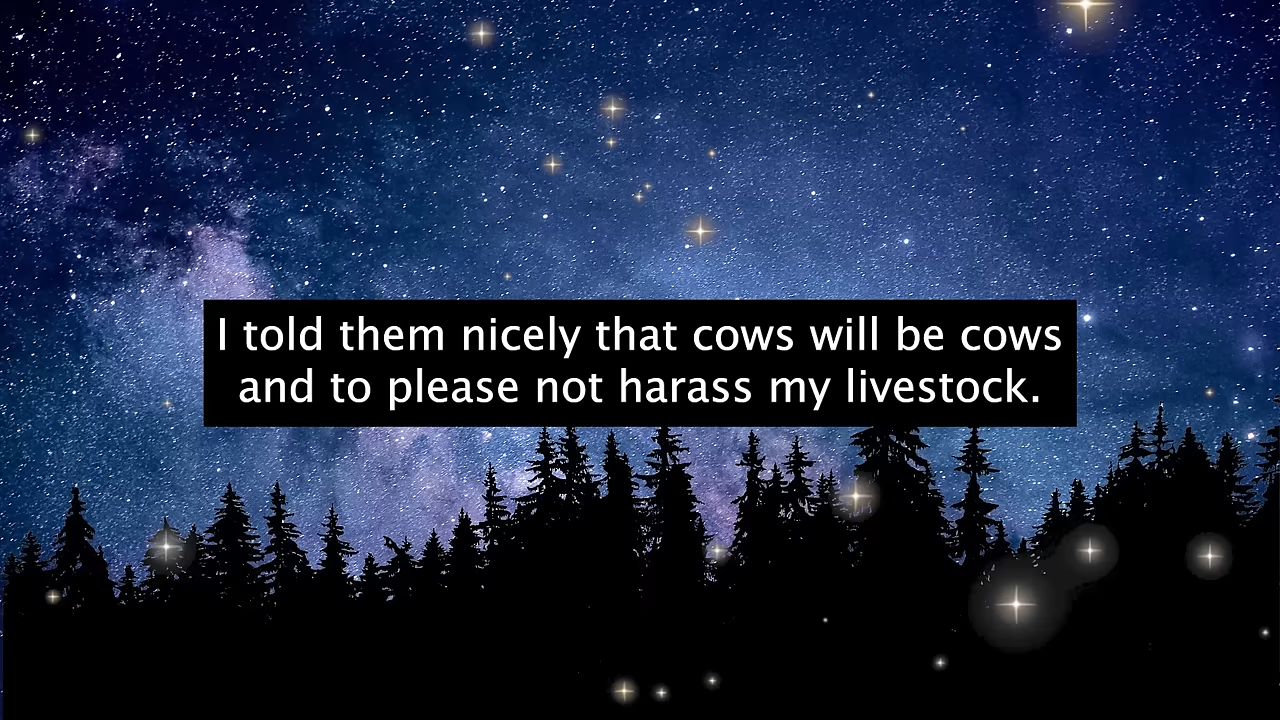 I told them nicely that cows will be cows
and to please not harass my livestock.